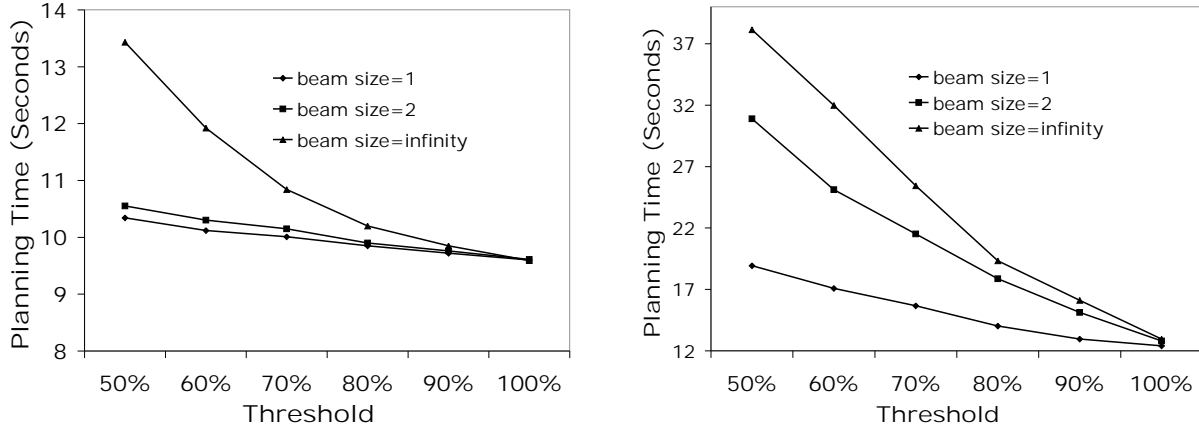 14
13
12
11
10
9
8
Planning Time (Seconds)
beam size=1
beam size=2
beam size=infinity
50% 60% 70% 80% 90% 100%
Threshold
37
32
27
22
17
12
Planning Time (Seconds)
beam size=1
beam size=2
beam size=infinity
50% 60% 70% 80% 90% 100%
Threshold